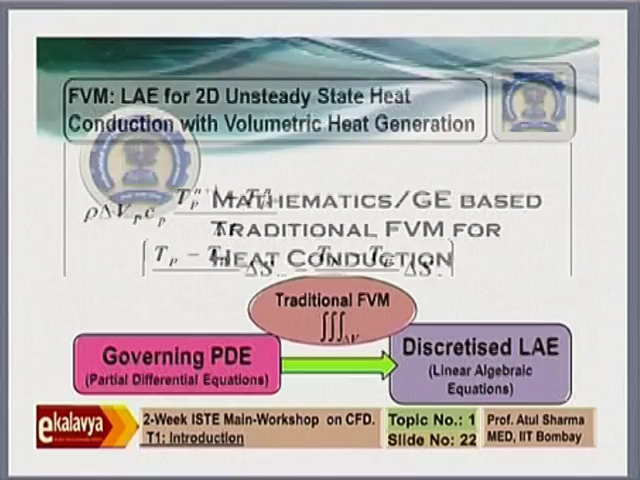 FVM: LAE for 2D Unsteady State Heat
Conduction with Volumetric Heat Generation
MATHEMATICS/GE BASED
TRADITIONAL FVM FOR
HEAT CONDUCTION
Traditional FVM
∭ΔV
Governing PDE
(Partial Differential Equations)
Discretised LAE
(Linear Algebraic
Equations)
ekalavya
2-Week ISTE Main-Workshop on CFD.
T1: Introduction
Topic No.: 1
Slide No: 22
Prof. Atul Sharma
MED, IIT Bombay